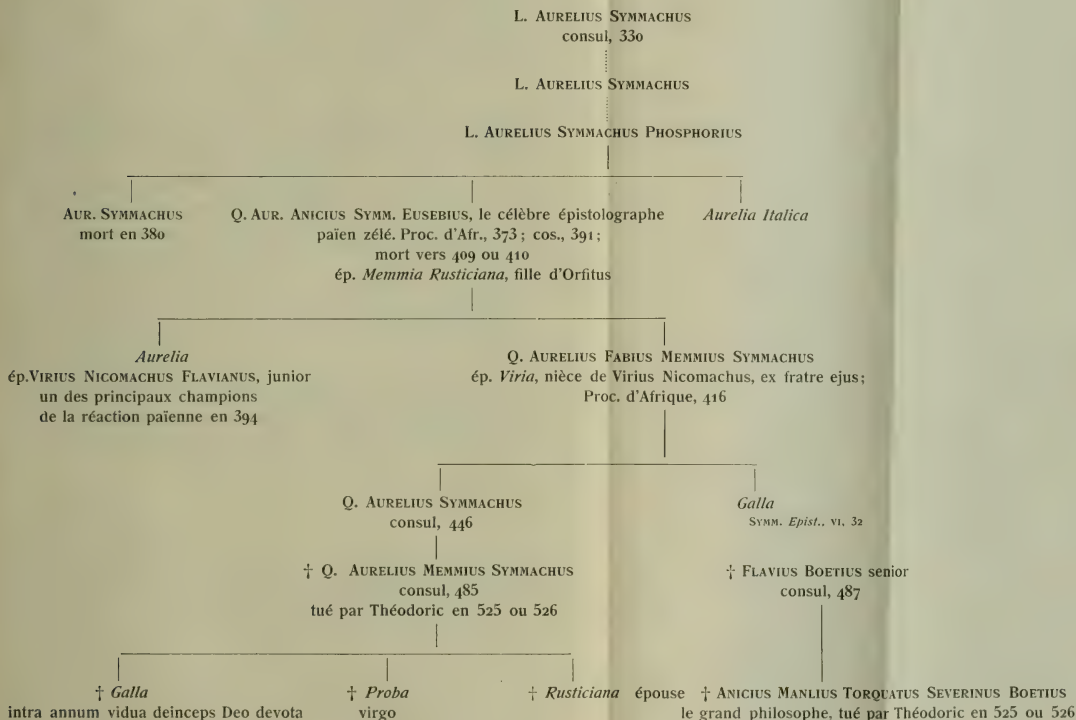 L. AURELIUS SYMMACHUS
consul, 330
L. AURELIUS SYMMACHUS
L. AURELIUS SYMMACHUS PHOSPHORIUS
AUR. SYMMACHUS
mort en 380
Q. AUR. ANICIUS SYMM. EUSEBIUS, le célèbre épistolographe
païen zélé. Proc. d'Afr., 373 ; cos., 391 ;
mort vers 409 ou 410
ép. Memmia Rusticiana, fille d'Orfitus
Aurelia Italica
Aurelia
ép. VIRIUS NICOMACHUS FLAVIANUS, junior
un des principaux champions
de la réaction païenne en 394
Q. AURELIUS FABIUS MEMMIUS SYMMACHUS
ép. Viria, nièce de Virius Nicomachus, ex fratre ejus ;
Proc. d'Afrique, 416
Q. AURELIUS SYMMACHUS
consul, 446
Galla
SYMM. Epist., VI, 32
† Q. AURELIUS MEMMIUS SYMMACHUS
consul, 485
tué par Théodoric en 525 ou 526
† FLAVIUS BOETIUS senior
consul, 487
† Galla
intra annum vidua deinceps Deo devota
† Proba
virgo
† Rusticiana épouse † ANICIUS MANLIUS TORQUATUS SEVERINUS BOETIUS
le grand philosophe, tué par Théodoric en 525 ou 526